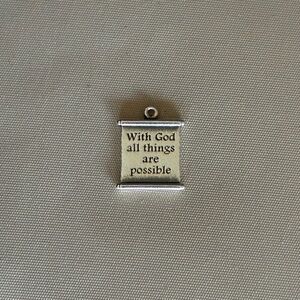 With God
all things
are
possible